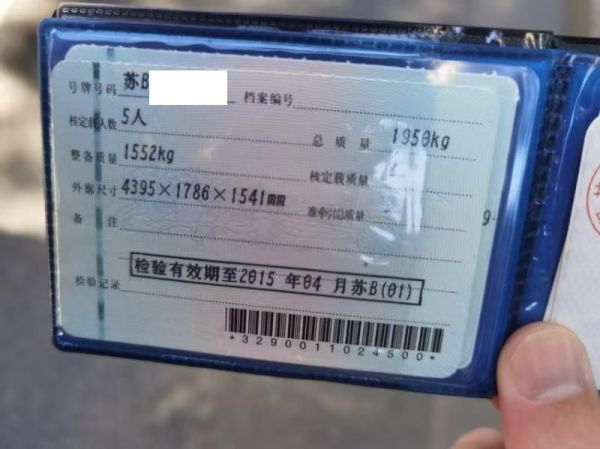 号牌号码 苏B 档案编号
核定载人数 5人 总质量 1950kg
整备质量 1552kg 核定载质量
外廓尺寸 4395×1786×1541mm 准牵引总质量
备注
检验记录 检验有效期至2015年04月苏B(01)
*3290011024500*